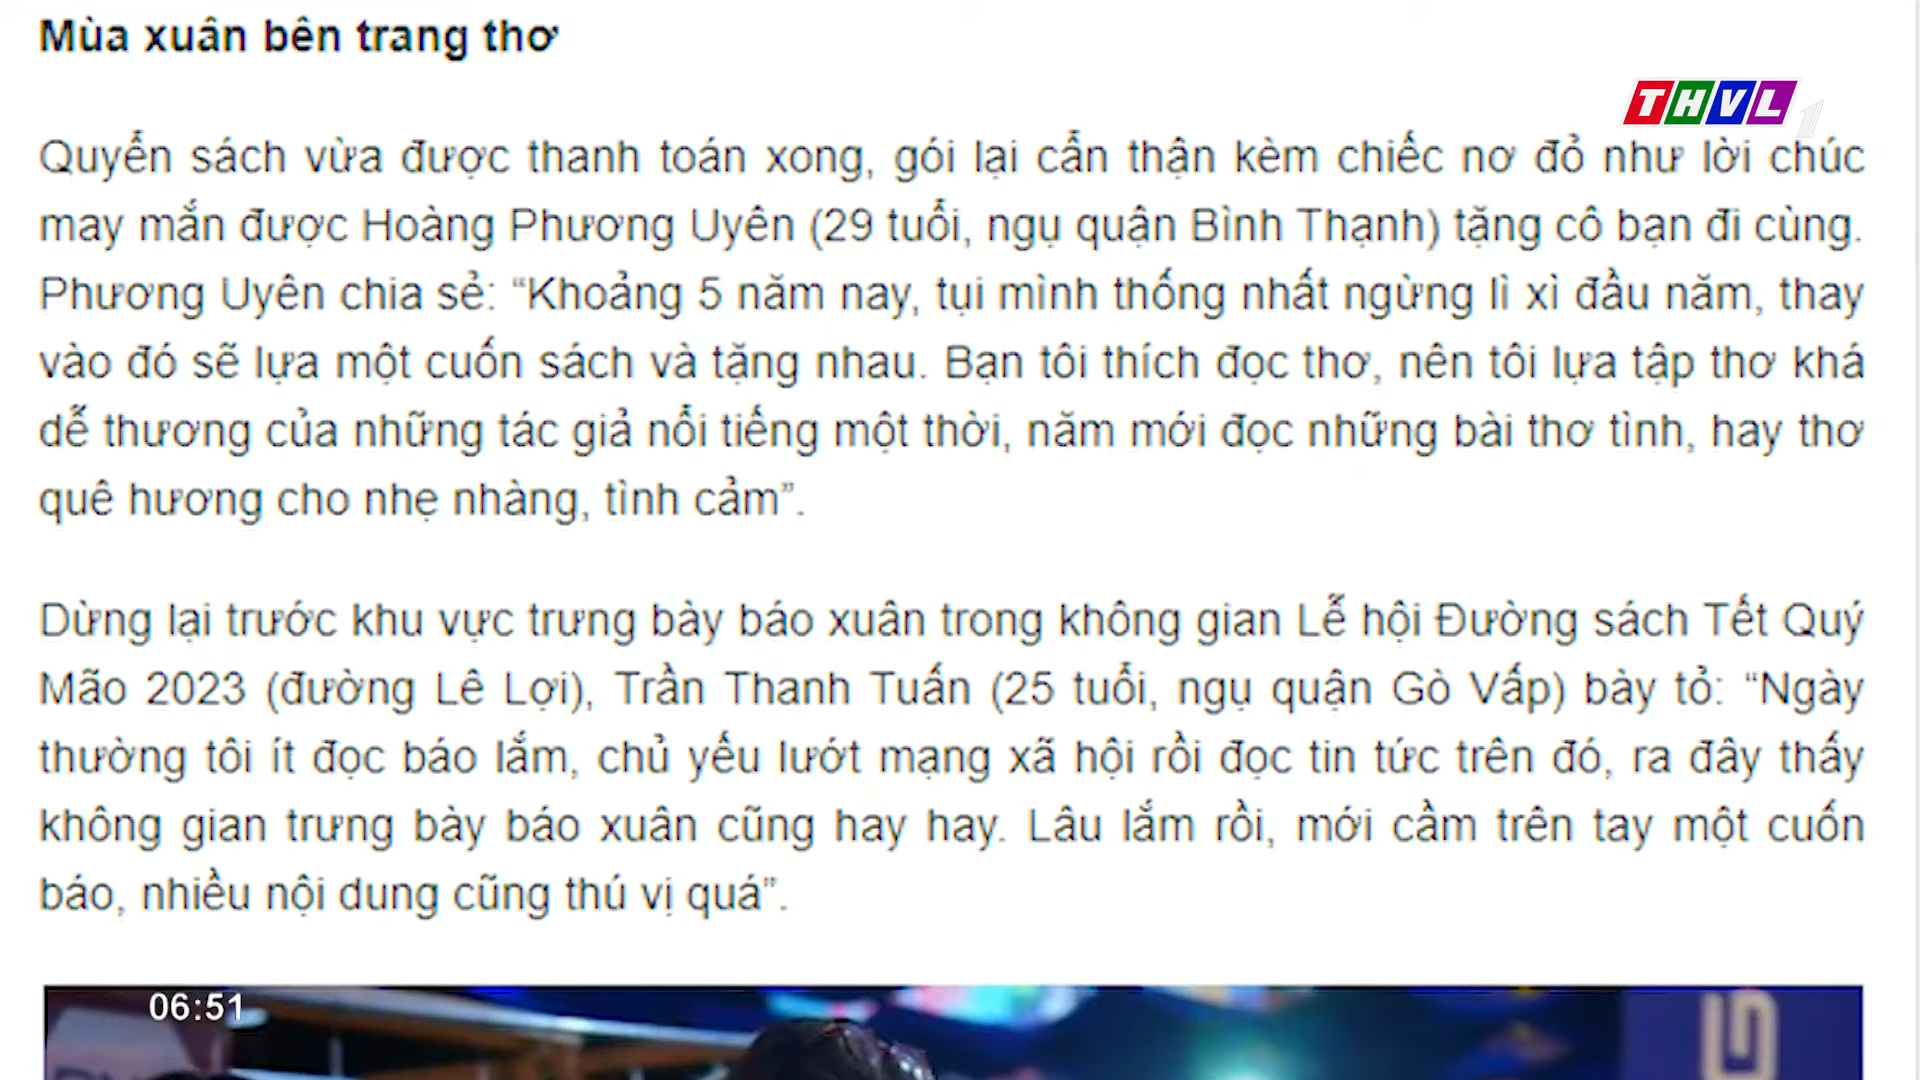 Mùa xuân bên trang thơ
THVL 1
Quyển sách vừa được thanh toán xong, gói lại cẩn thận kèm chiếc nơ đỏ như lời chúc
may mắn được Hoàng Phương Uyên (29 tuổi, ngụ quận Bình Thạnh) tặng cô bạn đi cùng.
Phương Uyên chia sẻ: “Khoảng 5 năm nay, tụi mình thống nhất ngừng lì xì đầu năm, thay
vào đó sẽ lựa một cuốn sách và tặng nhau. Bạn tôi thích đọc thơ, nên tôi lựa tập thơ khá
dễ thương của những tác giả nổi tiếng một thời, năm mới đọc những bài thơ tình, hay thơ
quê hương cho nhẹ nhàng, tình cảm”.
Dừng lại trước khu vực trưng bày báo xuân trong không gian Lễ hội Đường sách Tết Quý
Mão 2023 (đường Lê Lợi), Trần Thanh Tuấn (25 tuổi, ngụ quận Gò Vấp) bày tỏ: “Ngày
thường tôi ít đọc báo lắm, chủ yếu lướt mạng xã hội rồi đọc tin tức trên đó, ra đây thấy
không gian trưng bày báo xuân cũng hay hay. Lâu lắm rồi, mới cầm trên tay một cuốn
báo, nhiều nội dung cũng thú vị quá”.
06:51